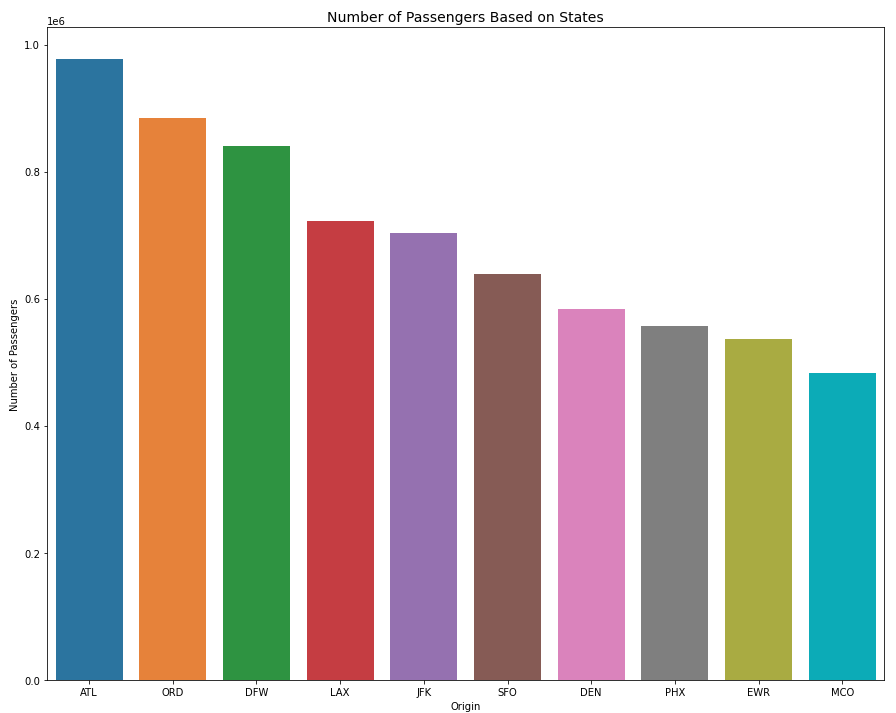 Number of Passengers Based on States
1e6
1.0
0.8
0.6
0.4
0.2
0.0
Number of Passengers
ATL ORD DFW LAX JFK SFO DEN PHX EWR MCO
Origin